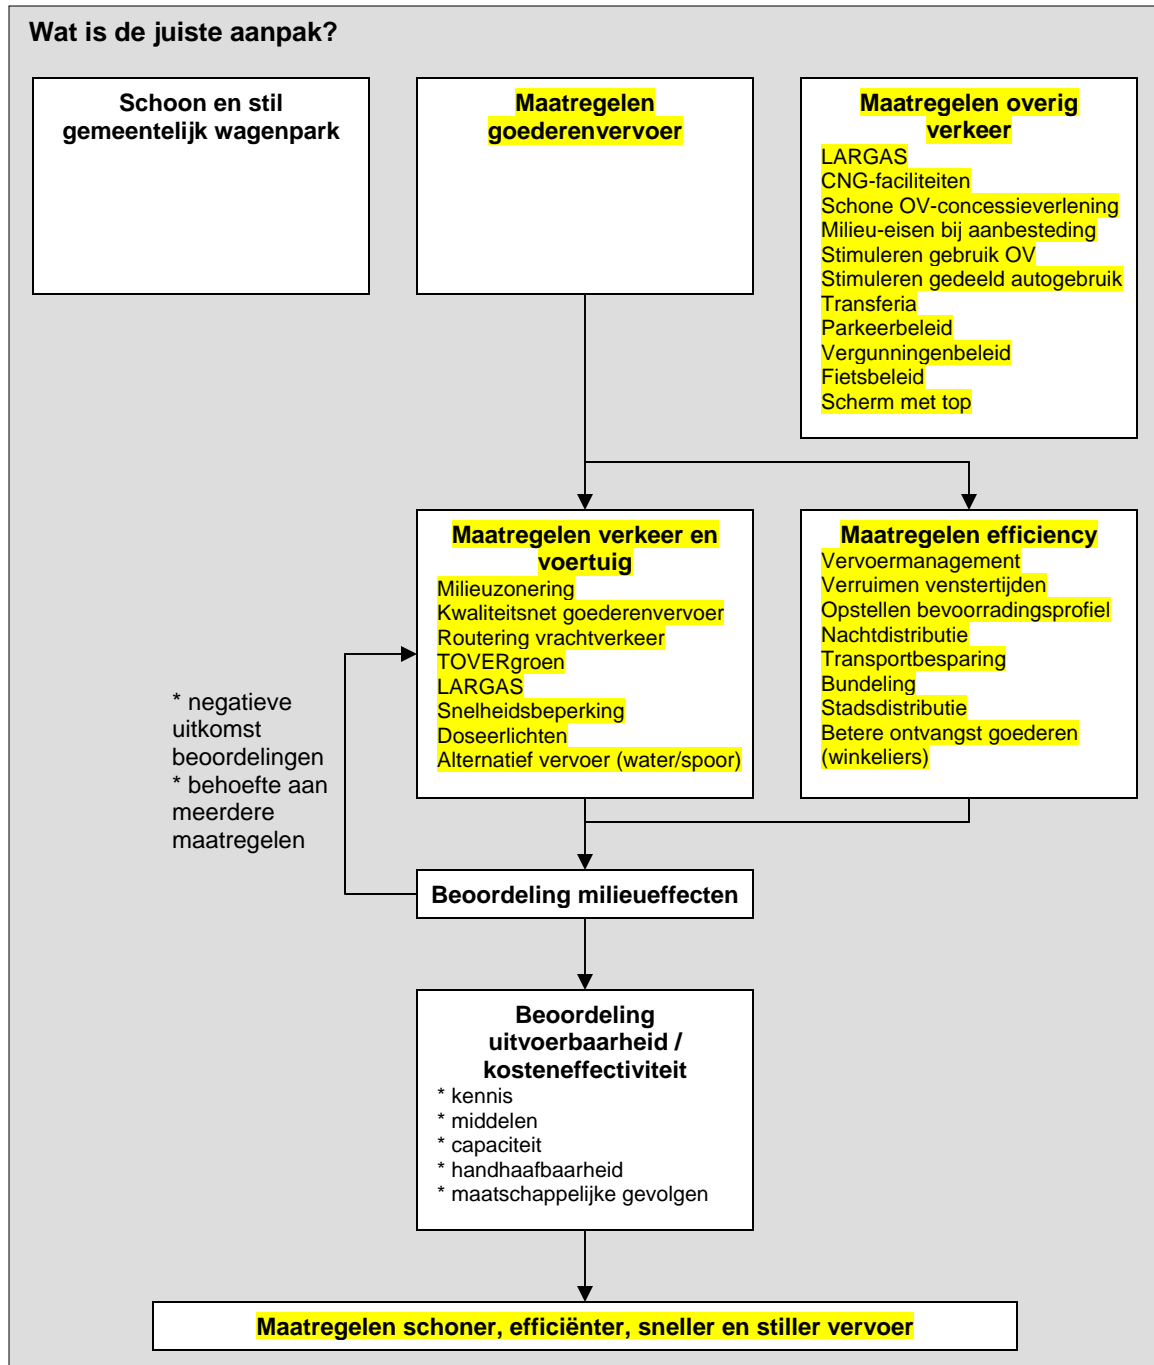 Wat is de juiste aanpak?
Schoon en stil
gemeentelijk wagenpark
Maatregelen
goederenvervoer
Maatregelen overig
verkeer
LARGAS
CNG-faciliteiten
Schone OV-concessieverlening
Milieu-eisen bij aanbesteding
Stimuleren gebruik OV
Stimuleren gedeeld autogebruik
Transferia
Parkeerbeleid
Vergunningenbeleid
Fietsbeleid
Scherm met top
Maatregelen verkeer en
voertuig
Milieuzonering
Kwaliteitsnet goederenvervoer
Routering vrachtverkeer
TOVERgroen
LARGAS
Snelheidsbeperking
Doseerlichten
Alternatief vervoer (water/spoor)
Maatregelen efficiency
Vervoermanagement
Verruimen venstertijden
Opstellen bevoorradingsprofiel
Nachtdistributie
Transportbesparing
Bundeling
Stadsdistributie
Betere ontvangst goederen
(winkeliers)
* negatieve
uitkomst
beoordelingen
* behoefte aan
meerdere
maatregelen
Beoordeling milieueffecten
Beoordeling
uitvoerbaarheid /
kosteneffectiviteit
* kennis
* middelen
* capaciteit
* handhaafbaarheid
* maatschappelijke gevolgen
Maatregelen schoner, efficiënter, sneller en stiller vervoer